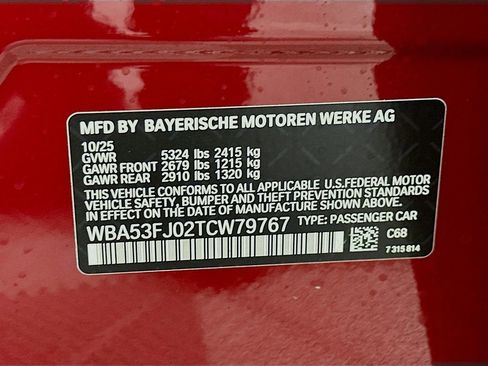 MFD BY BAYERISCHE MOTOREN WERKE AG
10/25
GVWR 5324 lbs 2415 kg
GAWR FRONT 2679 lbs 1215 kg
GAWR REAR 2910 lbs 1320 kg
THIS VEHICLE CONFORMS TO ALL APPLICABLE U.S. FEDERAL MOTOR
VEHICLE SAFETY, BUMPER, AND THEFT PREVENTION STANDARDS
IN EFFECT ON THE DATE OF MANUFACTURE SHOWN ABOVE.
WBA53FJ02TCW79767 TYPE: PASSENGER CAR
C68
7 315 814